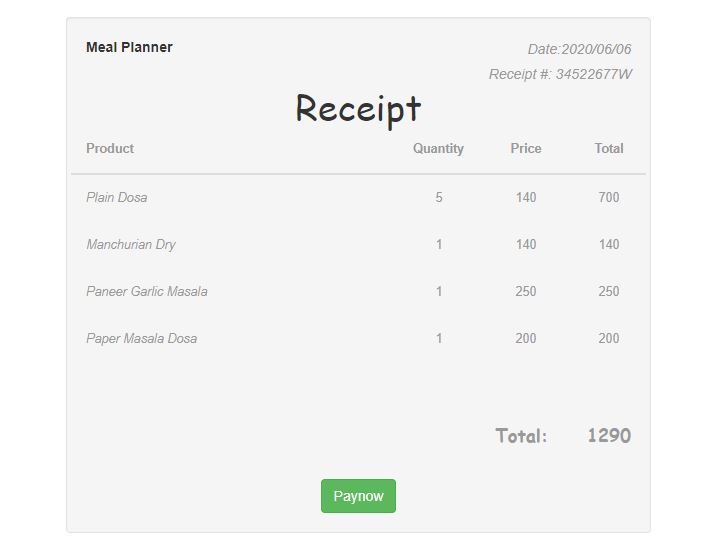 Meal Planner
Date:2020/06/06
Receipt #: 34522677W
Receipt
Product Quantity Price Total
Plain Dosa 5 140 700
Manchurian Dry 1 140 140
Paneer Garlic Masala 1 250 250
Paper Masala Dosa 1 200 200
Total: 1290
Paynow